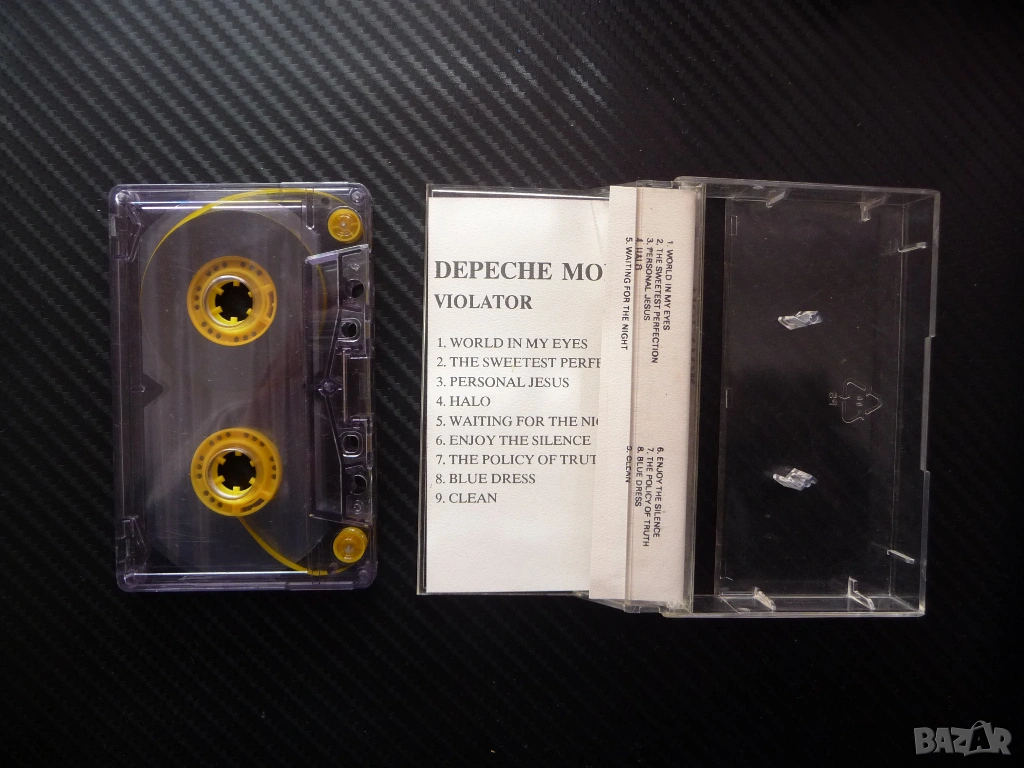 DEPECHE MO
VIOLATOR
1. WORLD IN MY EYES
2. THE SWEETEST PERFE
3. PERSONAL JESUS
4. HALO
5. WAITING FOR THE NI
6. ENJOY THE SILENCE
7. THE POLICY OF TRUT
8. BLUE DRESS
9. CLEAN
1. WORLD IN MY EYES
2. THE SWEETEST PERFECTION
3. PERSONAL JESUS
4. HALO
5. WAITING FOR THE NIGHT
6. ENJOY THE SILENCE
7. THE POLICY OF TRUTH
8. BLUE DRESS
9. CLEAN
BAZAR